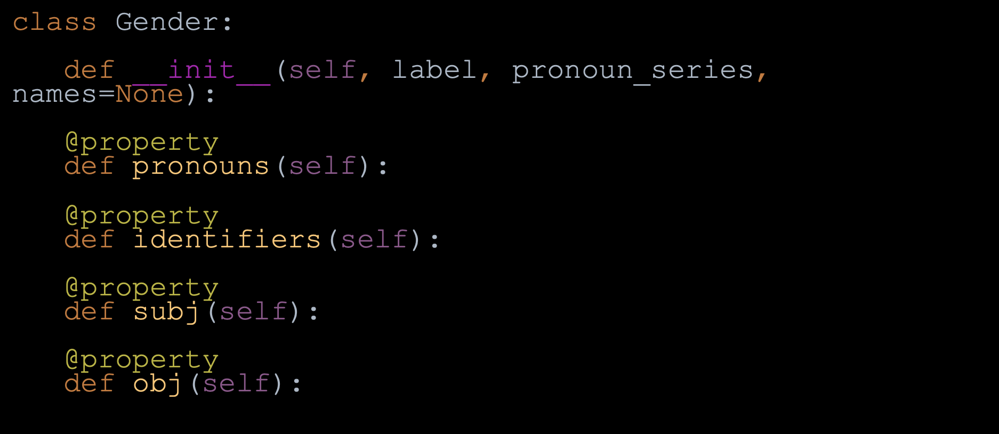 class Gender:
def __init__(self, label, pronoun_series,
names=None):
@property
def pronouns(self):
@property
def identifiers(self):
@property
def subj(self):
@property
def obj(self):